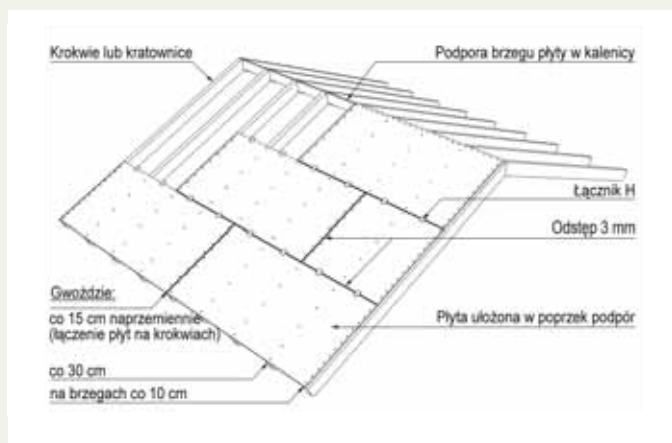 Krokwie lub kratownice
Podpora brzegu płyty w kalenicy
Łącznik H
Odstęp 3 mm
Gwoździe:
co 15 cm naprzemiennie
(łączenie płyt na krokwiach)
Płyta ułożona w poprzek podpór
co 30 cm
na brzegach co 10 cm